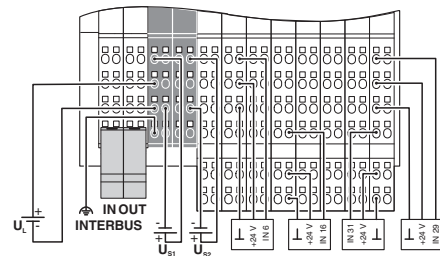 IN OUT
INTERBUS
+
-
U_L
-
+
U_S1
-
+
U_S2
⊥
+24 V
IN 6
⊥
+24 V
IN 16
IN 31
+24 V
⊥
⊥
+24 V
IN 29